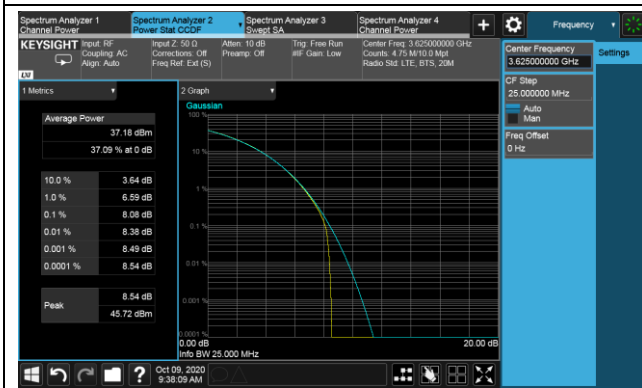 Spectrum Analyzer 1
Channel Power
Spectrum Analyzer 2
Power Stat CCDF
Spectrum Analyzer 3
Swept SA
Spectrum Analyzer 4
Channel Power
Frequency
KEYSIGHT
Input: RF
Coupling: AC
Align: Auto
Input Z: 50 Ω
Corrections: Off
Freq Ref: Ext (S)
Atten: 10 dB
Preamp: Off
Trig: Free Run
#IF Gain: Low
Center Freq: 3.625000000 GHz
Counts: 4.75 M/10.0 Mpt
Radio Std: LTE, BTS, 20M
LXI
Center Frequency
3.625000000 GHz
Settings
CF Step
25.000000 MHz
Auto
Man
Freq Offset
0 Hz
1 Metrics
Average Power
37.18 dBm
37.09 % at 0 dB
10.0 % 3.64 dB
1.0 % 6.59 dB
0.1 % 8.08 dB
0.01 % 8.38 dB
0.001 % 8.49 dB
0.0001 % 8.54 dB
Peak
8.54 dB
45.72 dBm
2 Graph
Gaussian
100 %
10 %
1 %
0.1 %
0.01 %
0.001 %
0.0001 %
0.00 dB
20.00 dB
Info BW 25.000 MHz
?
Oct 09, 2020
9:38:09 AM